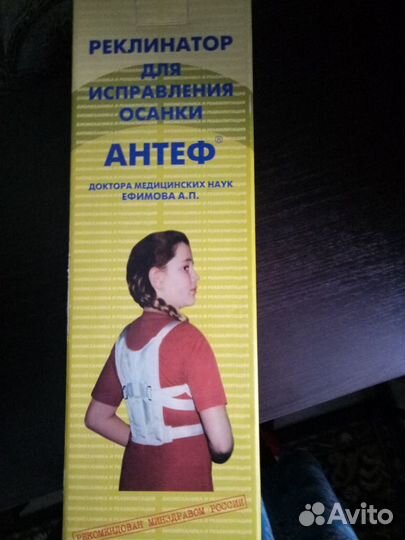 РЕКЛИНАТОР
ДЛЯ
ИСПРАВЛЕНИЯ
ОСАНКИ
АНТЕФ®
ДОКТОРА МЕДИЦИНСКИХ НАУК
ЕФИМОВА А.П.
РЕКОМЕНДОВАН МИНЗДРАВОМ РОССИИ
Avito